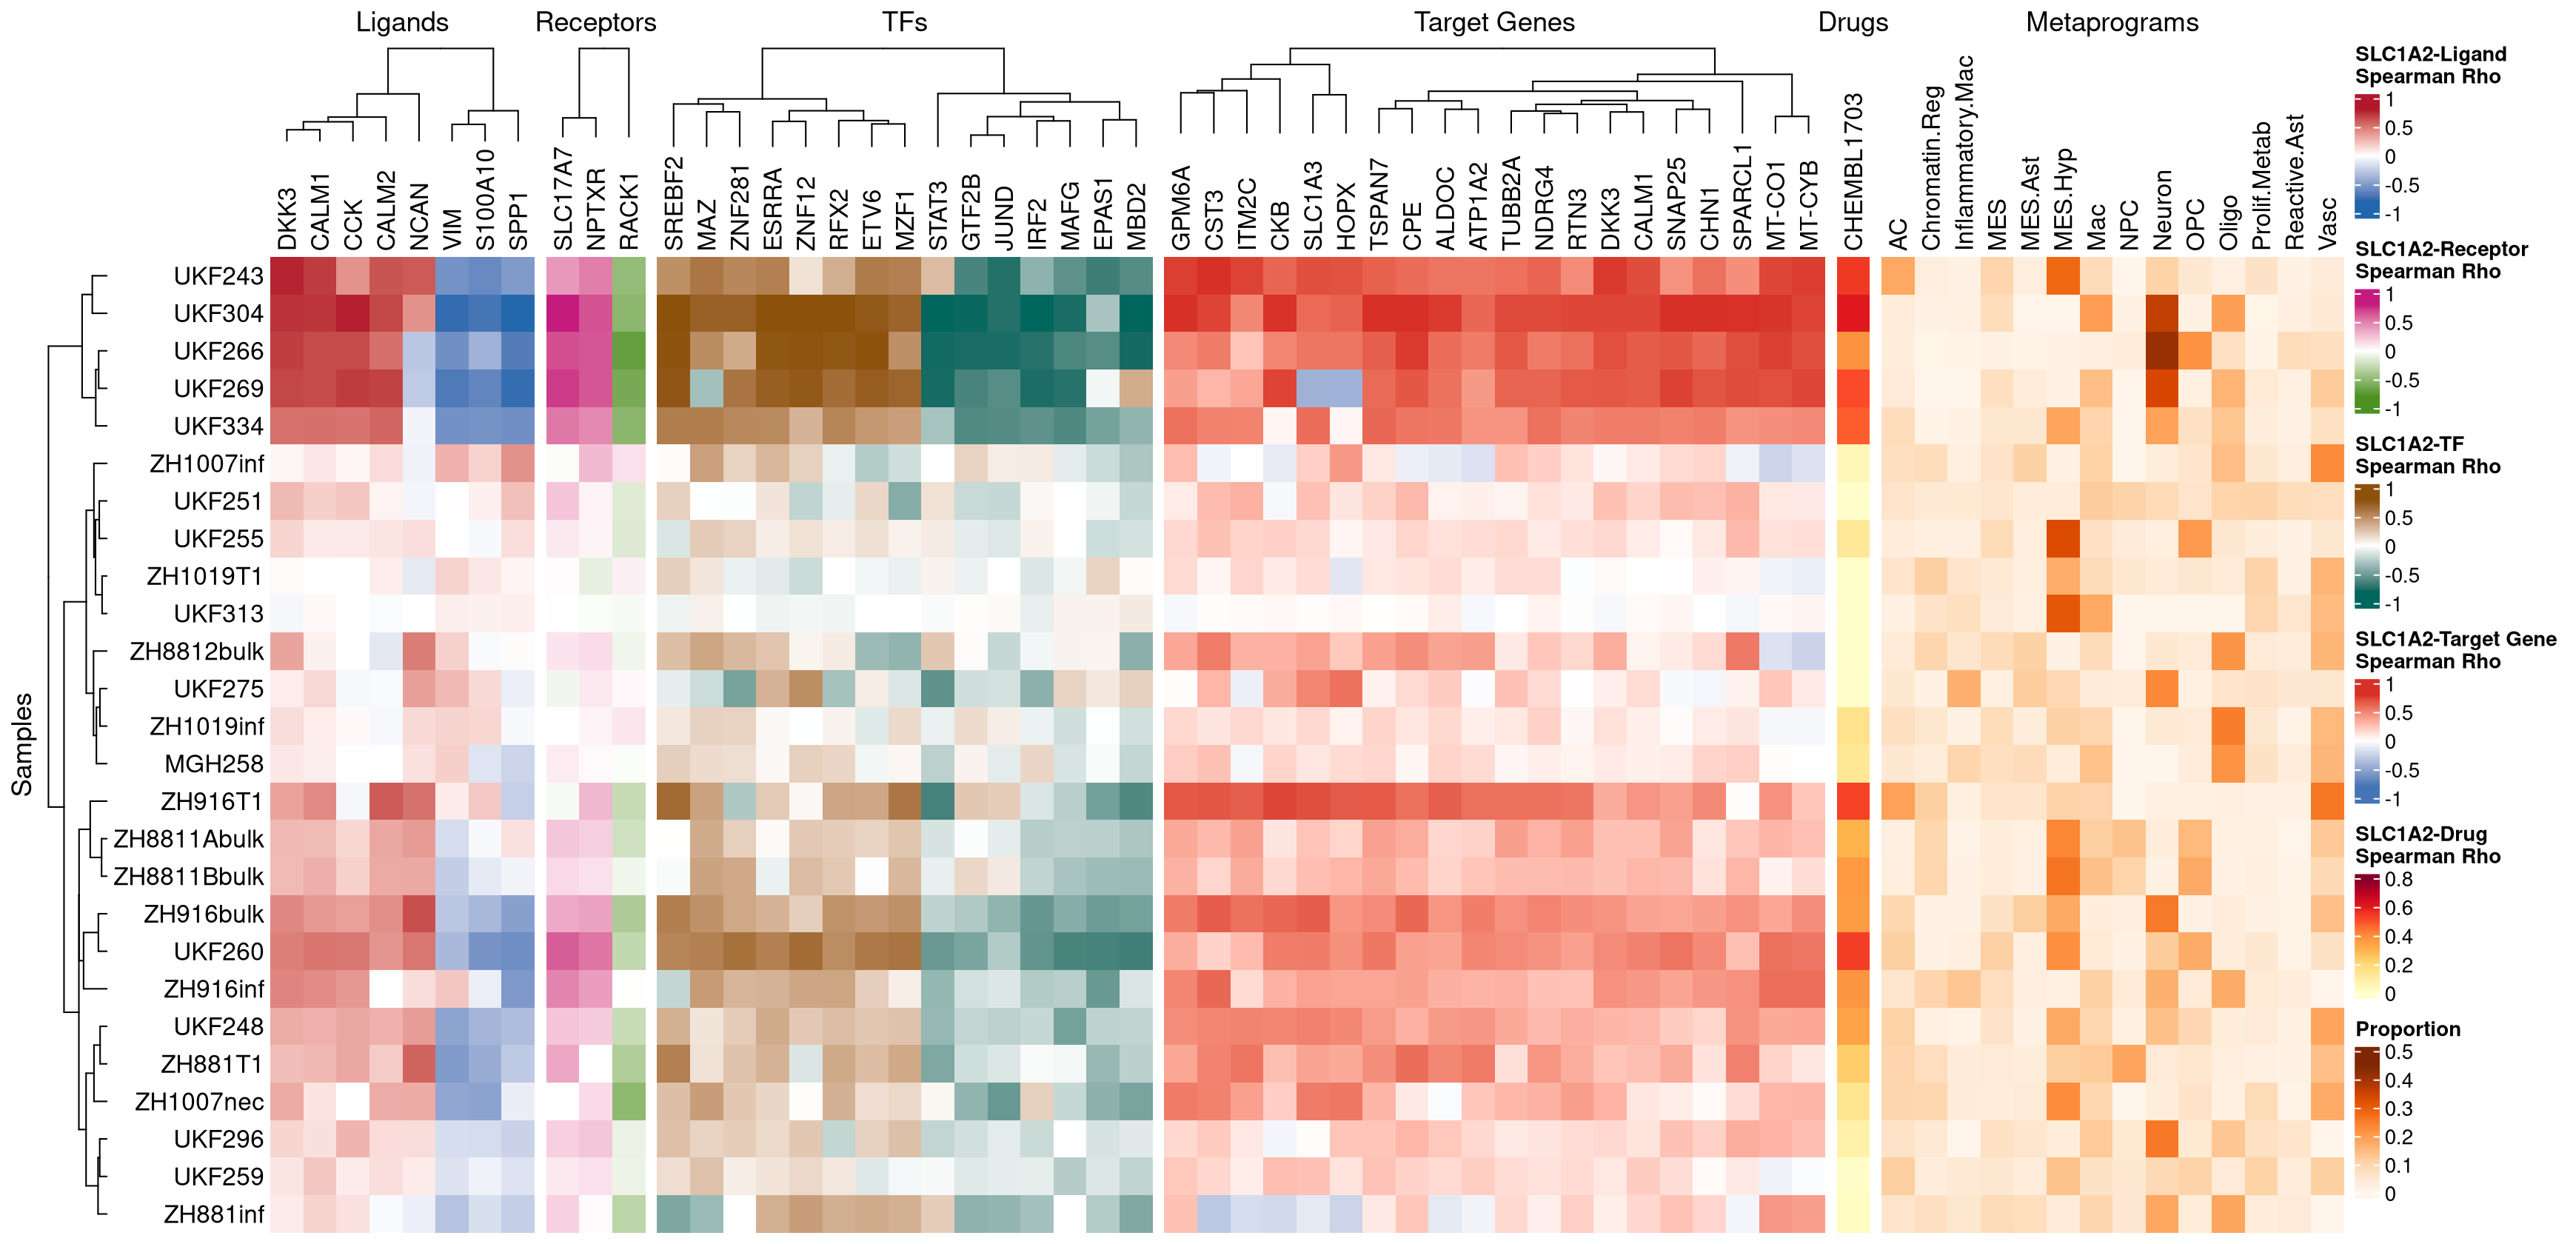 Ligands Receptors TFs Target Genes Drugs Metaprograms
DKK3
CALM1
CCK
CALM2
NCAN
VIM
S100A10
SPP1
SLC17A7
NPTXR
RACK1
SREBF2
MAZ
ZNF281
ESRRA
ZNF12
RFX2
ETV6
MZF1
STAT3
GTF2B
JUND
IRF2
MAFG
EPAS1
MBD2
GPM6A
CST3
ITM2C
CKB
SLC1A3
HOPX
TSPAN7
CPE
ALDOC
ATP1A2
TUBB2A
NDRG4
RTN3
DKK3
CALM1
SNAP25
CHN1
SPARCL1
MT-CO1
MT-CYB
CHEMBL1703
AC
Chromatin.Reg
Inflammatory.Mac
MES
MES.Ast
MES.Hyp
Mac
NPC
Neuron
OPC
Oligo
Prolif.Metab
Reactive.Ast
Vasc
Samples
UKF243
UKF304
UKF266
UKF269
UKF334
ZH1007inf
UKF251
UKF255
ZH1019T1
UKF313
ZH8812bulk
UKF275
ZH1019inf
MGH258
ZH916T1
ZH8811Abulk
ZH8811Bbulk
ZH916bulk
UKF260
ZH916inf
UKF248
ZH881T1
ZH1007nec
UKF296
UKF259
ZH881inf
SLC1A2-Ligand
Spearman Rho
1
0.5
0
-0.5
-1
SLC1A2-Receptor
Spearman Rho
1
0.5
0
-0.5
-1
SLC1A2-TF
Spearman Rho
1
0.5
0
-0.5
-1
SLC1A2-Target Gene
Spearman Rho
1
0.5
0
-0.5
-1
SLC1A2-Drug
Spearman Rho
0.8
0.6
0.4
0.2
0
Proportion
0.5
0.4
0.3
0.2
0.1
0